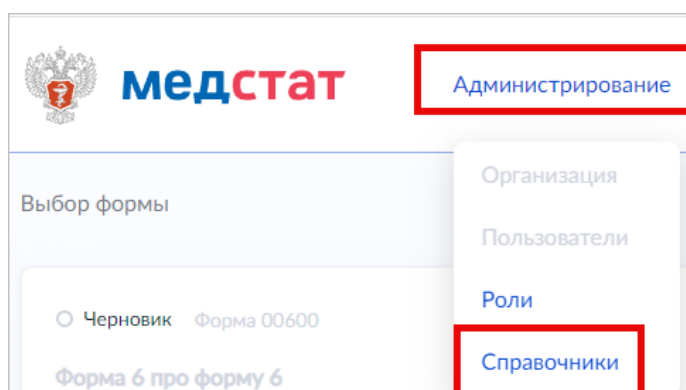 медстат
Администрирование
Организация
Выбор формы
Пользователи
Роли
Черновик Форма 00600
Справочники
Форма 6 про форму 6